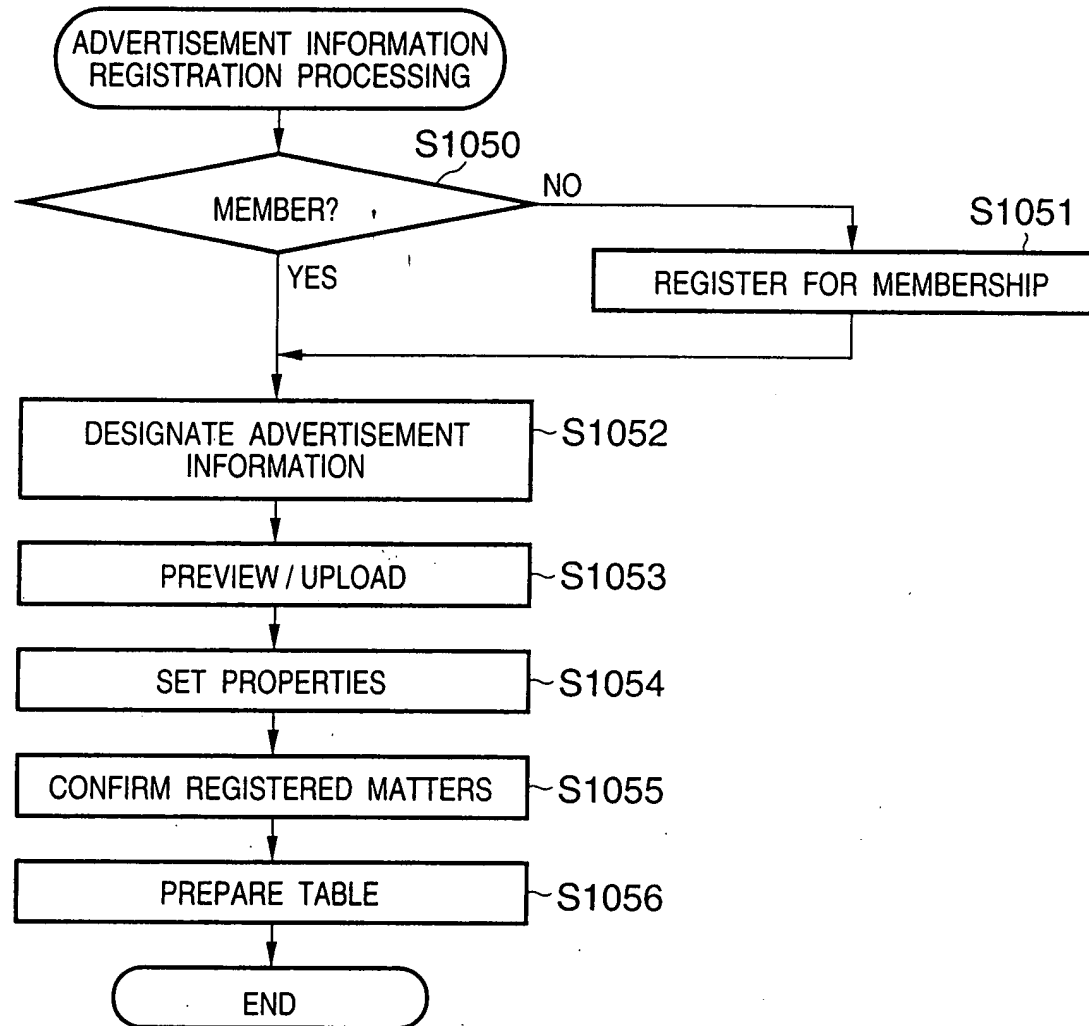 ADVERTISEMENT INFORMATION
REGISTRATION PROCESSING
S1050
MEMBER?
NO
S1051
YES
REGISTER FOR MEMBERSHIP
DESIGNATE ADVERTISEMENT
INFORMATION
S1052
PREVIEW / UPLOAD
S1053
SET PROPERTIES
S1054
CONFIRM REGISTERED MATTERS
S1055
PREPARE TABLE
S1056
END